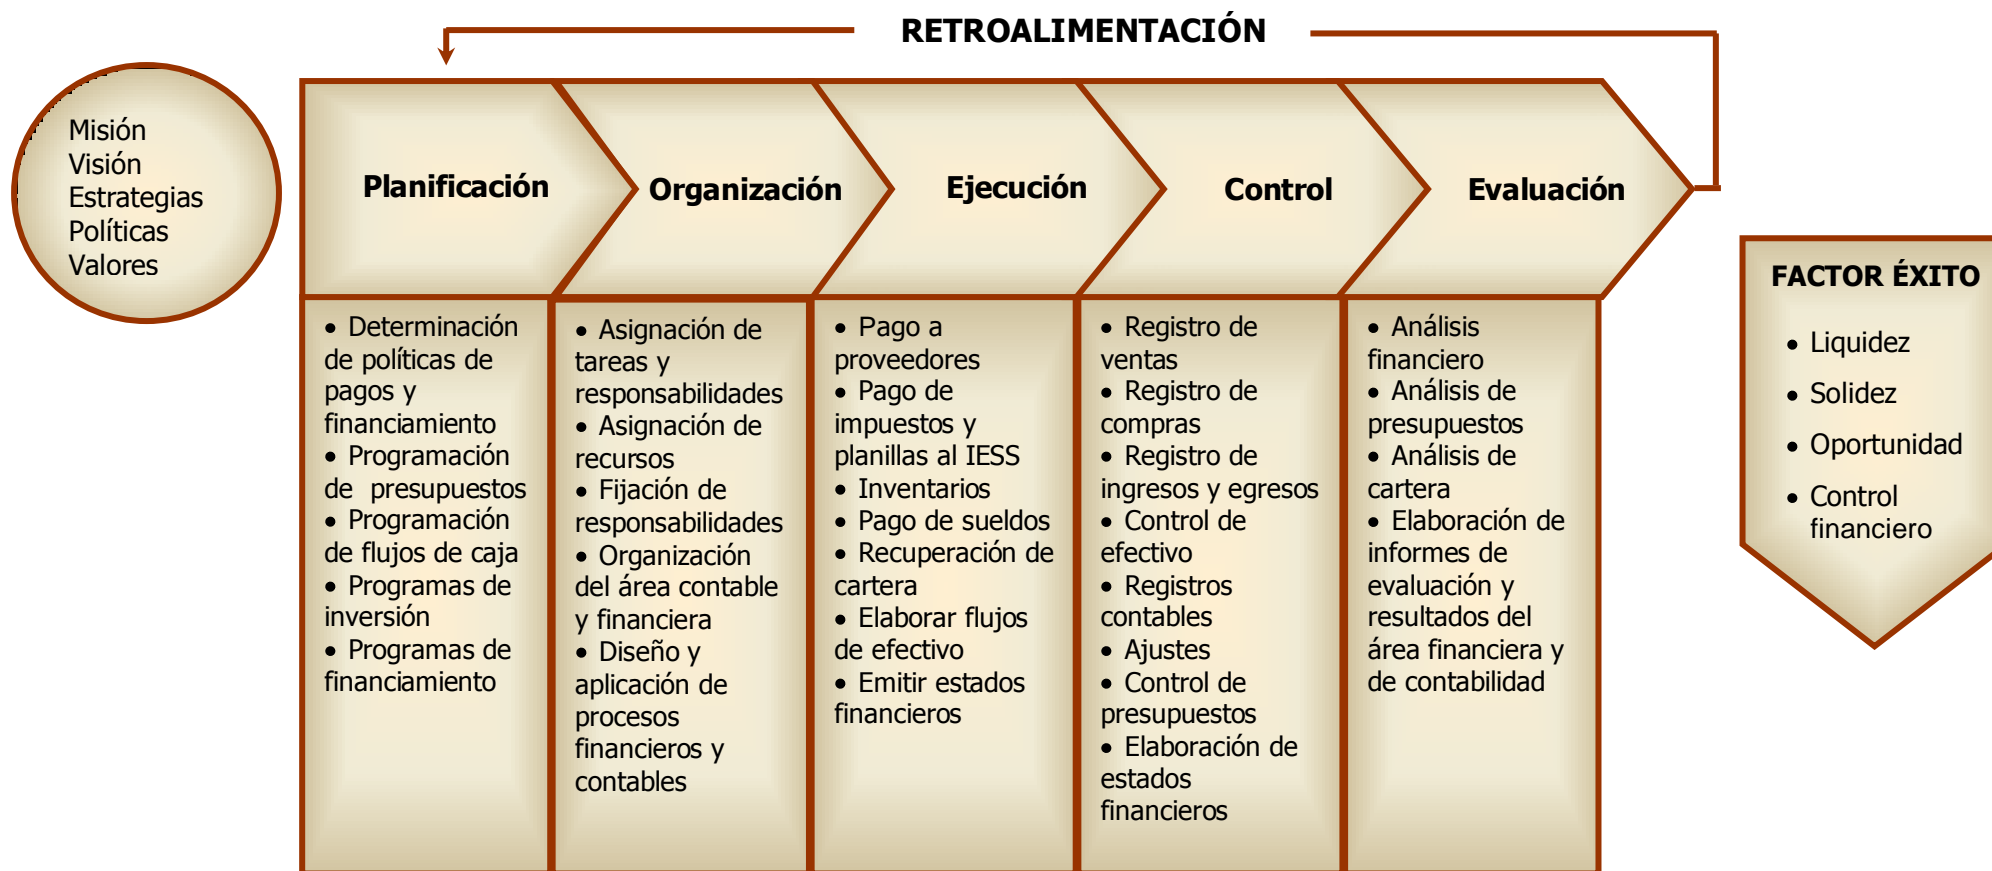 RETROALIMENTACIÓN
Misión
Visión
Estrategias
Políticas
Valores
Planificación
Organización
Ejecución
Control
Evaluación
• Determinación
de políticas de
pagos y
financiamiento
• Programación
de presupuestos
• Programación
de flujos de caja
• Programas de
inversión
• Programas de
financiamiento
• Asignación de
tareas y
responsabilidades
• Asignación de
recursos
• Fijación de
responsabilidades
• Organización
del área contable
y financiera
• Diseño y
aplicación de
procesos
financieros y
contables
• Pago a
proveedores
• Pago de
impuestos y
planillas al IESS
• Inventarios
• Pago de sueldos
• Recuperación de
cartera
• Elaborar flujos
de efectivo
• Emitir estados
financieros
• Registro de
ventas
• Registro de
compras
• Registro de
ingresos y egresos
• Control de
efectivo
• Registros
contables
• Ajustes
• Control de
presupuestos
• Elaboración de
estados
financieros
• Análisis
financiero
• Análisis de
presupuestos
• Análisis de
cartera
• Elaboración de
informes de
evaluación y
resultados del
área financiera y
de contabilidad
FACTOR ÉXITO
• Liquidez
• Solidez
• Oportunidad
• Control
financiero